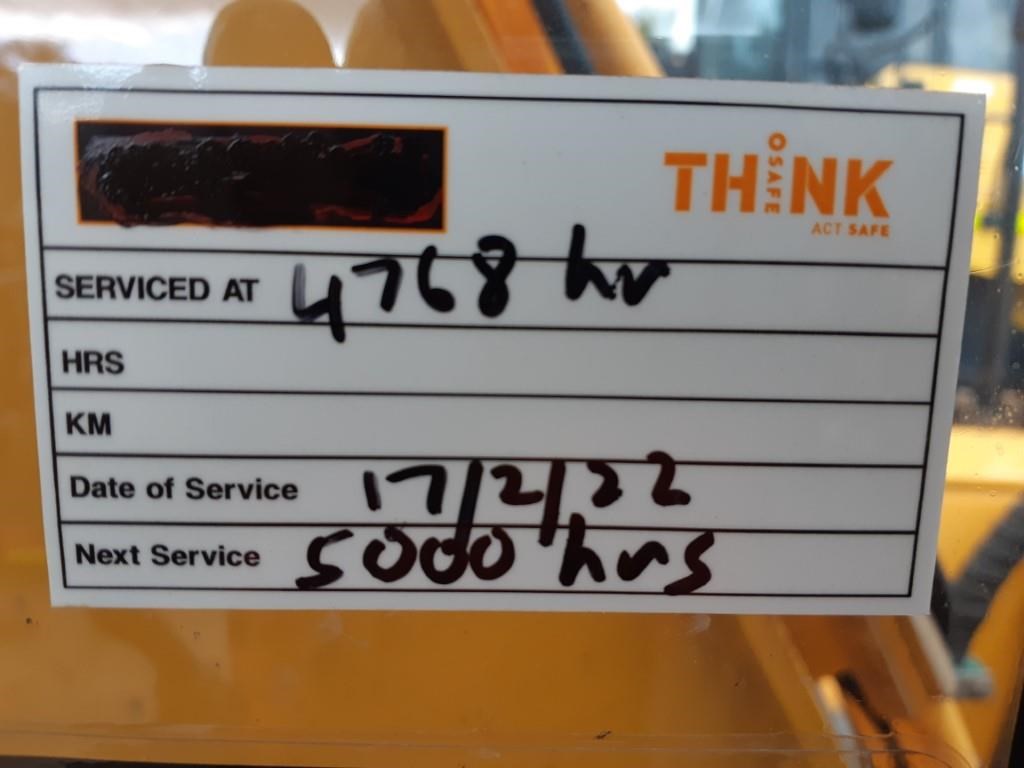 THINK
OSAFE
ACT SAFE
SERVICED AT 4768 hr
HRS
KM
Date of Service 17/2/22
Next Service 5000 hrs